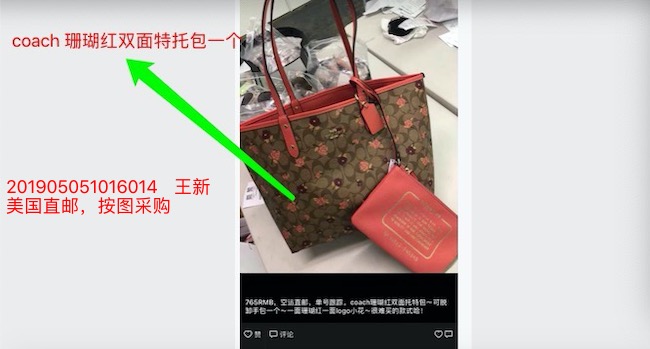 coach 珊瑚红双面特托包一个
201905051016014 王新
美国直邮，按图采购
765RMB，空运直邮，单号跟踪，coach珊瑚红双面托特包～可脱
卸手包一个～一面珊瑚红一面logo小花～很难买的款式哈！
赞 评论